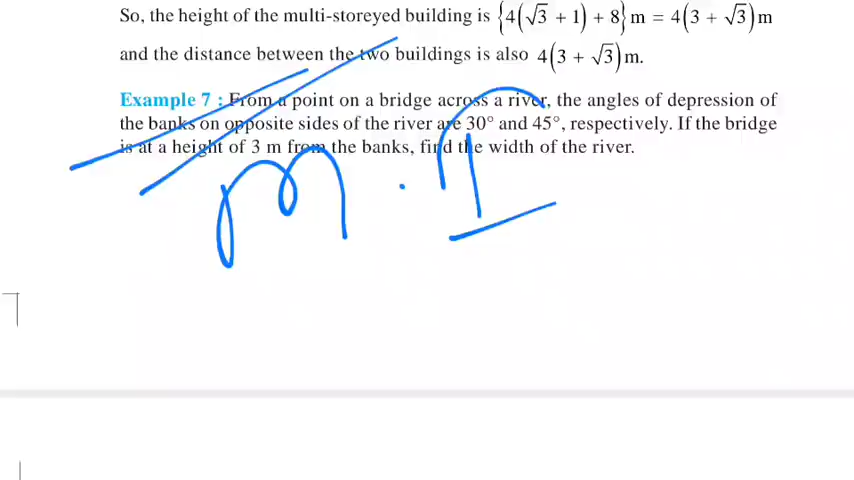 So, the height of the multi-storeyed building is {4(√3 + 1) + 8} m = 4(3 + √3) m
and the distance between the two buildings is also 4(3 + √3) m.
Example 7 : From a point on a bridge across a river, the angles of depression of
the banks on opposite sides of the river are 30° and 45°, respectively. If the bridge
is at a height of 3 m from the banks, find the width of the river.